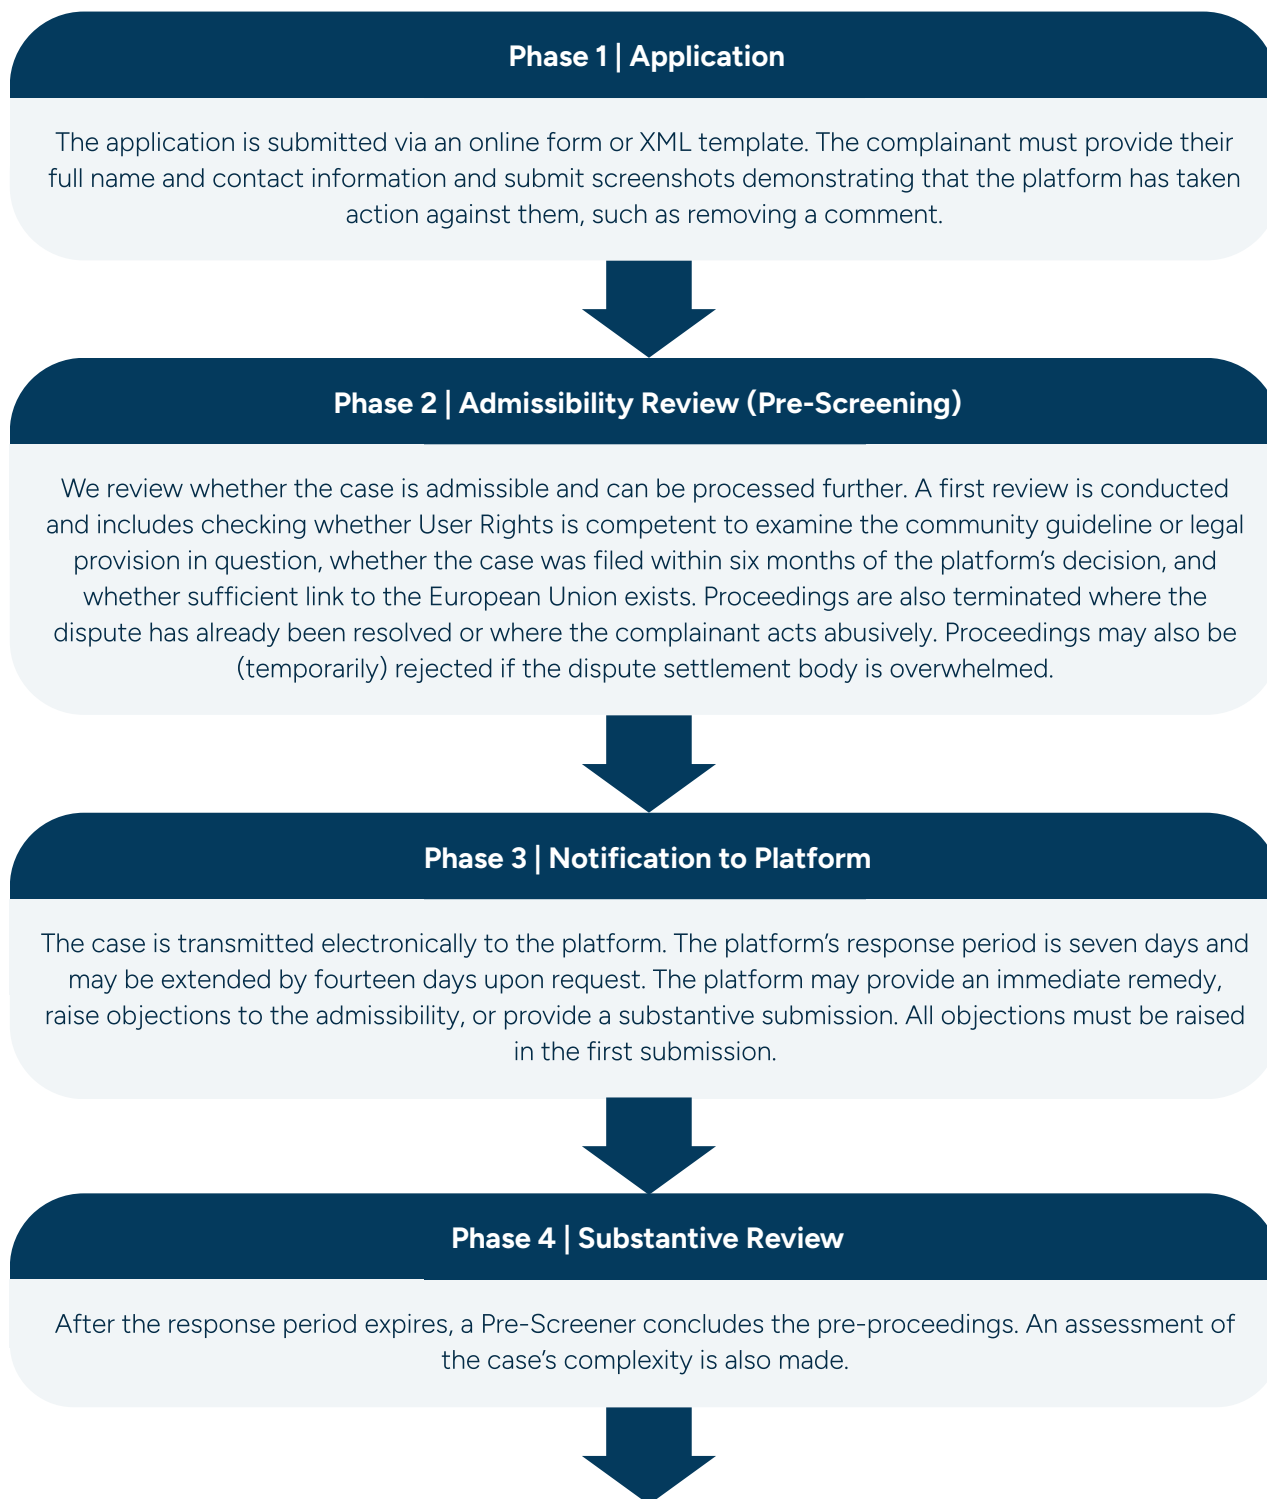 Phase 1 | Application
The application is submitted via an online form or XML template. The complainant must provide their
full name and contact information and submit screenshots demonstrating that the platform has taken
action against them, such as removing a comment.
Phase 2 | Admissibility Review (Pre-Screening)
We review whether the case is admissible and can be processed further. A first review is conducted
and includes checking whether User Rights is competent to examine the community guideline or legal
provision in question, whether the case was filed within six months of the platform’s decision, and
whether sufficient link to the European Union exists. Proceedings are also terminated where the
dispute has already been resolved or where the complainant acts abusively. Proceedings may also be
(temporarily) rejected if the dispute settlement body is overwhelmed.
Phase 3 | Notification to Platform
The case is transmitted electronically to the platform. The platform’s response period is seven days and
may be extended by fourteen days upon request. The platform may provide an immediate remedy,
raise objections to the admissibility, or provide a substantive submission. All objections must be raised
in the first submission.
Phase 4 | Substantive Review
After the response period expires, a Pre-Screener concludes the pre-proceedings. An assessment of
the case’s complexity is also made.